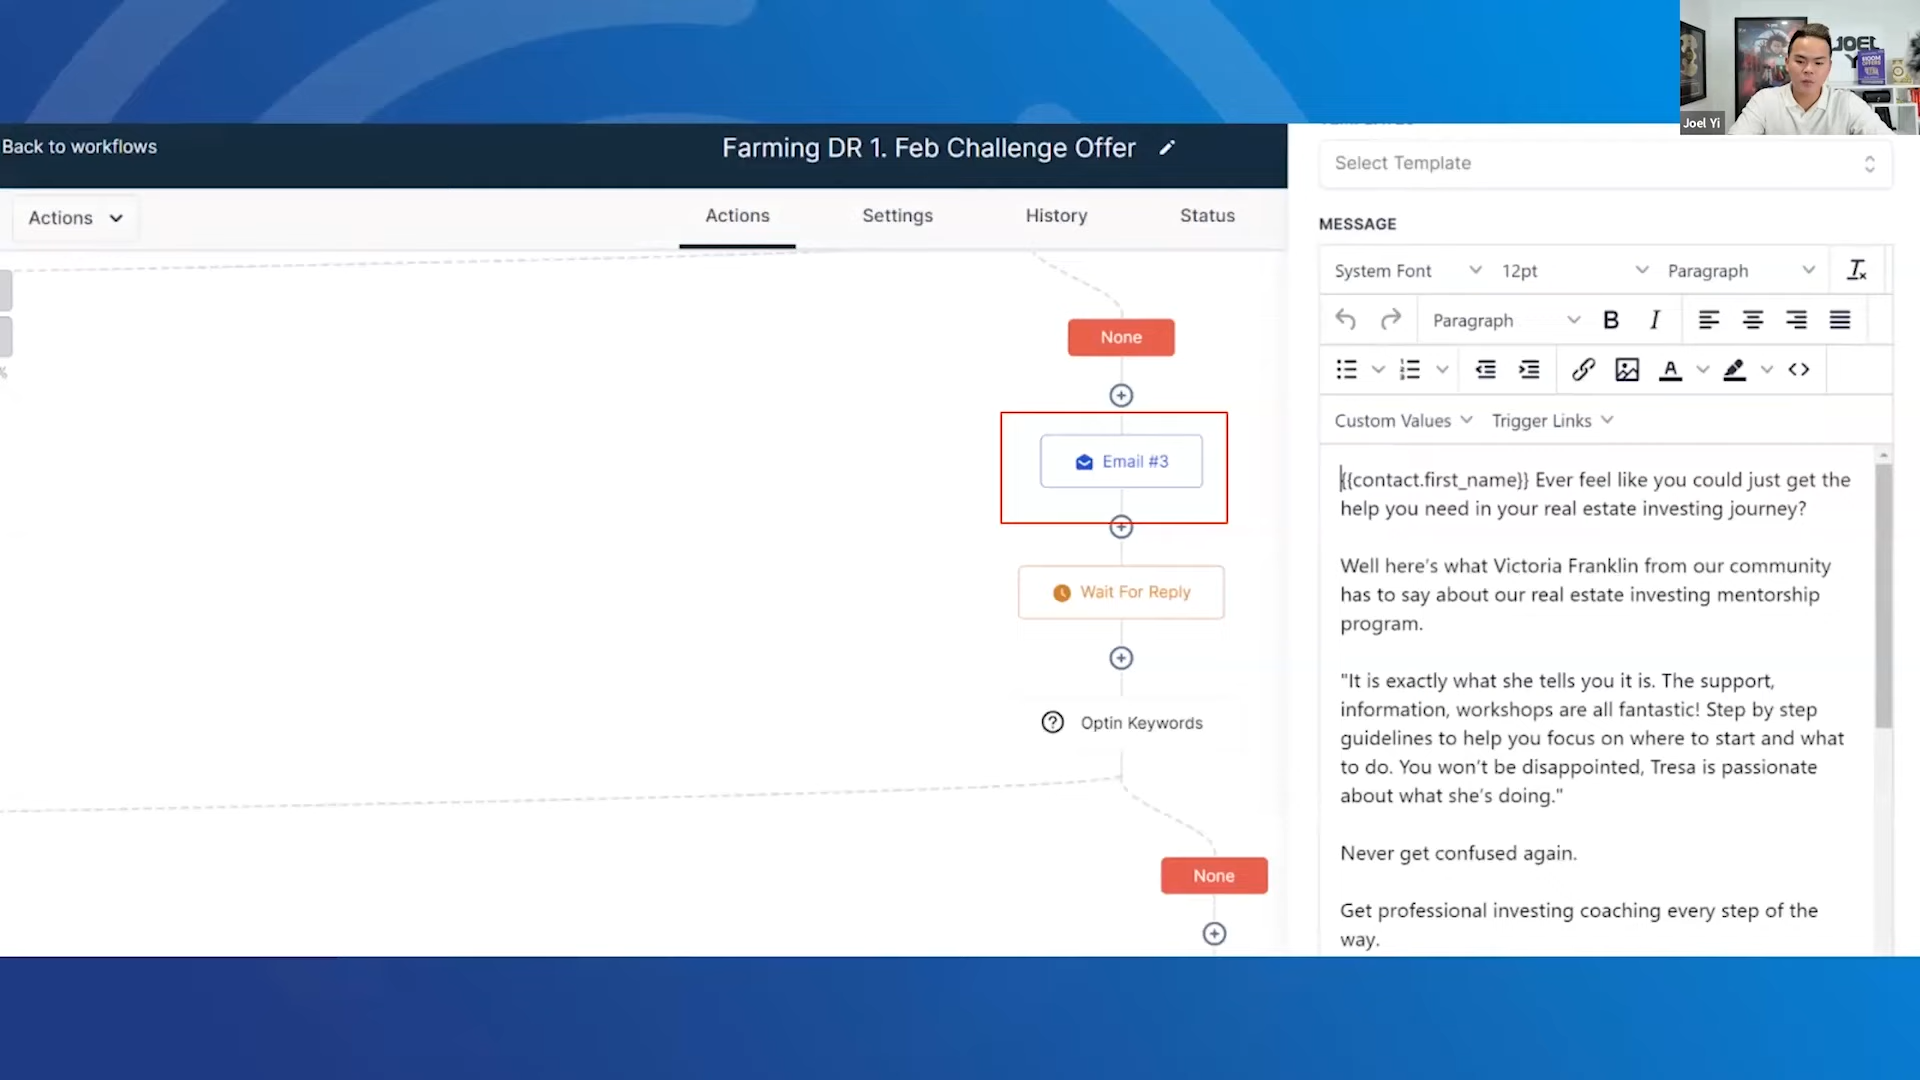 JOEL
Joel Yi
Back to workflows
Farming DR 1. Feb Challenge Offer
Select Template
Actions
Actions
Settings
History
Status
MESSAGE
System Font
12pt
Paragraph
Paragraph
B
I
Custom Values
Trigger Links
None
Email #3
Wait For Reply
Optin Keywords
None
%
{{contact.first_name}} Ever feel like you could just get the
help you need in your real estate investing journey?
Well here's what Victoria Franklin from our community
has to say about our real estate investing mentorship
program.
"It is exactly what she tells you it is. The support,
information, workshops are all fantastic! Step by step
guidelines to help you focus on where to start and what
to do. You won't be disappointed, Tresa is passionate
about what she's doing."
Never get confused again.
Get professional investing coaching every step of the
way.